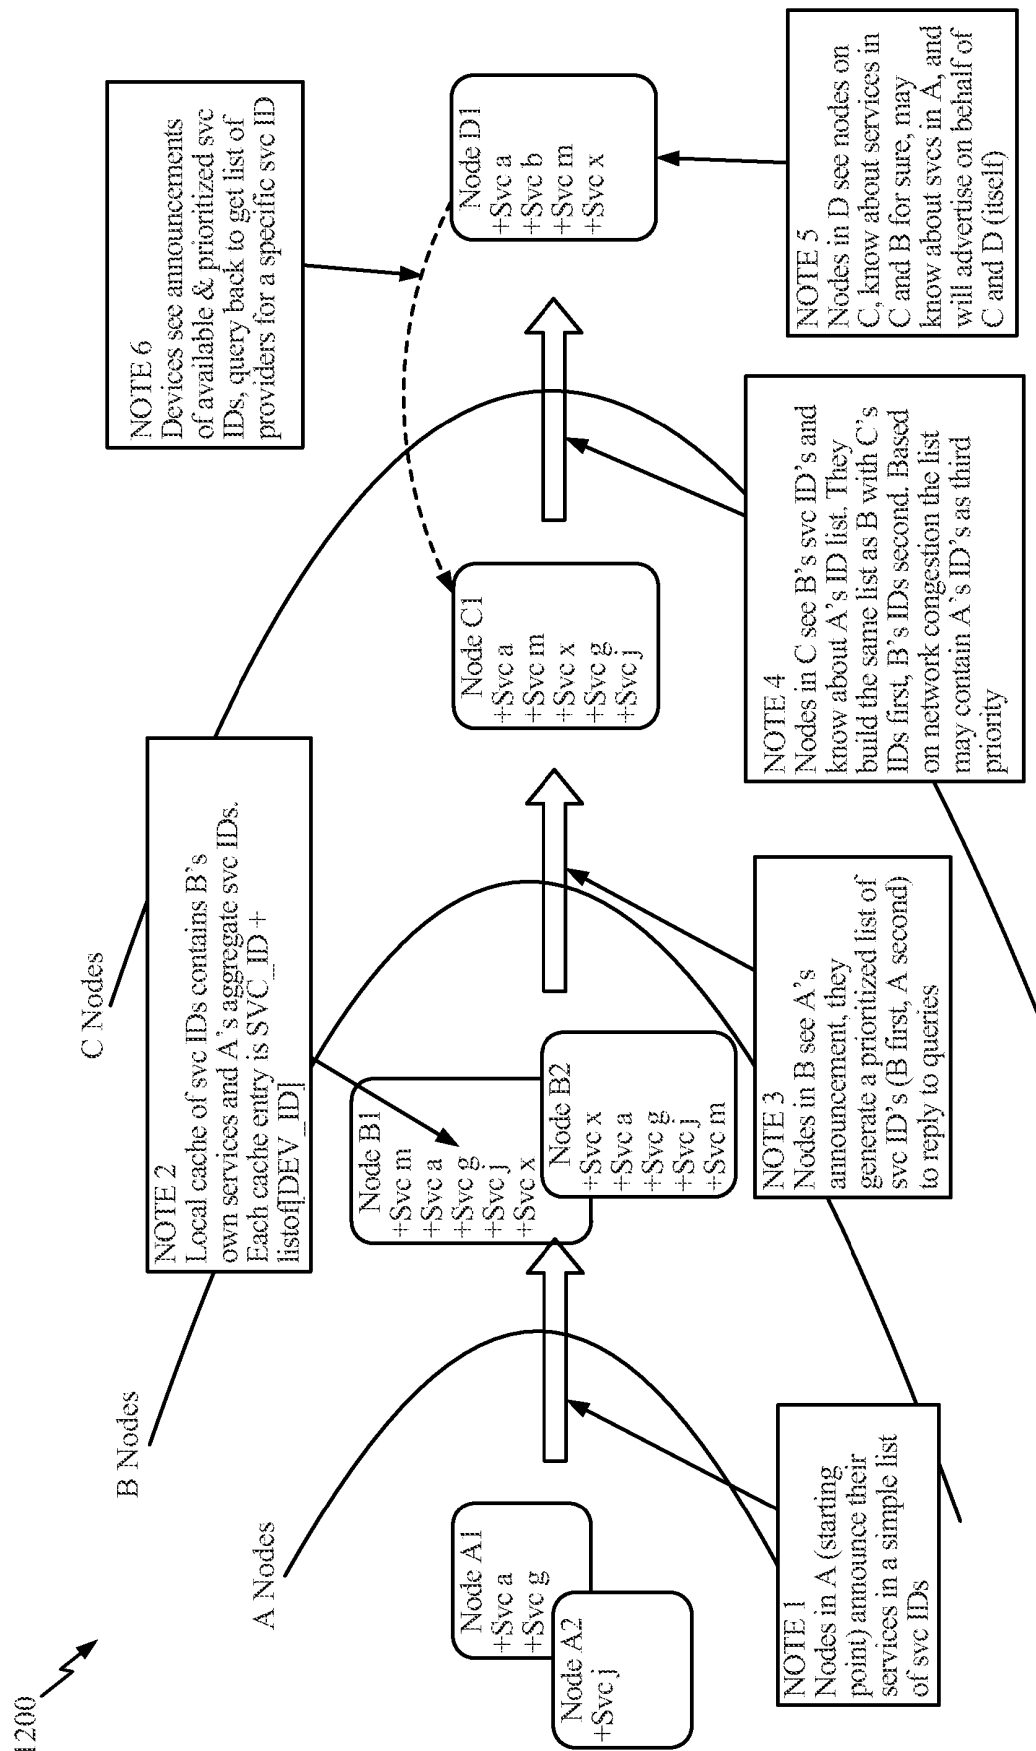 1200
A Nodes
B Nodes
C Nodes
Node A1
+Svc a
+Svc g
Node A2
+Svc j
NOTE 1
Nodes in A (starting
point) announce their
services in a simple list
of svc IDs
NOTE 2
Local cache of svc IDs contains B's
own services and A's aggregate svc IDs.
Each cache entry is SVC_ID +
listof[DEV_ID]
Node B1
+Svc m
+Svc a
+Svc g
+Svc j
+Svc x
Node B2
+Svc x
+Svc a
+Svc g
+Svc j
+Svc m
NOTE 3
Nodes in B see A's
announcement, they
generate a prioritized list of
svc ID's (B first, A second)
to reply to queries
Node C1
+Svc a
+Svc m
+Svc x
+Svc g
+Svc j
NOTE 4
Nodes in C see B's svc ID's and
know about A's ID list. They
build the same list as B with C's
IDs first, B's IDs second. Based
on network congestion the list
may contain A's ID's as third
priority
NOTE 6
Devices see announcements
of available & prioritized svc
IDs, query back to get list of
providers for a specific svc ID
Node D1
+Svc a
+Svc b
+Svc m
+Svc x
NOTE 5
Nodes in D see nodes on
C, know about services in
C and B for sure, may
know about svcs in A, and
will advertise on behalf of
C and D (itself)